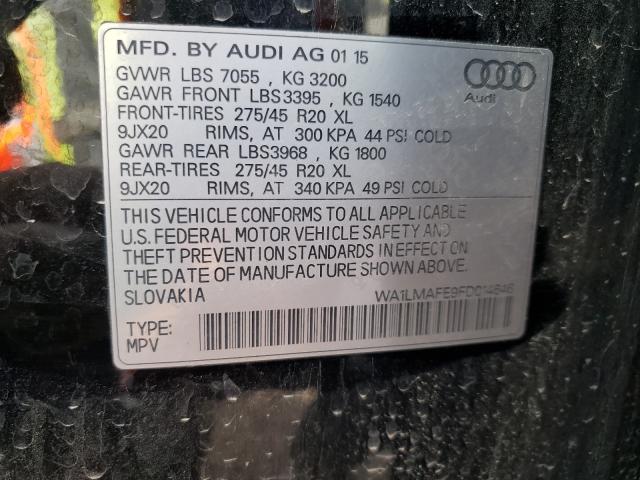 MFD. BY AUDI AG 01 15
GVWR LBS 7055 , KG 3200
GAWR FRONT LBS3395 , KG 1540
FRONT-TIRES 275/45 R20 XL
9JX20 RIMS, AT 300 KPA 44 PSI COLD
GAWR REAR LBS3968 , KG 1800
REAR-TIRES 275/45 R20 XL
9JX20 RIMS, AT 340 KPA 49 PSI COLD
Audi
THIS VEHICLE CONFORMS TO ALL APPLICABLE
U.S. FEDERAL MOTOR VEHICLE SAFETY AND
THEFT PREVENTION STANDARDS IN EFFECT ON
THE DATE OF MANUFACTURE SHOWN ABOVE.
SLOVAKIA WA1LMAFE9FD014646
TYPE:
MPV